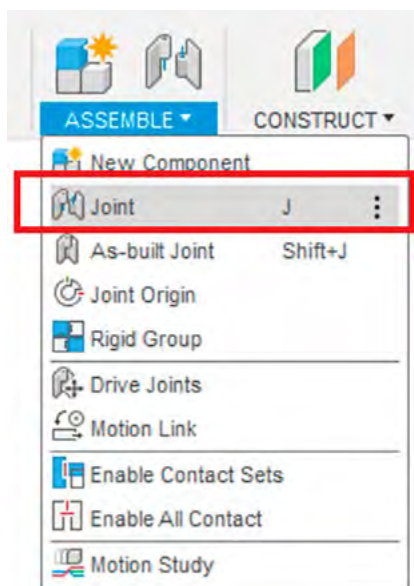 ASSEMBLE ▾ CONSTRUCT ▾
New Component
Joint J
As-built Joint Shift+J
Joint Origin
Rigid Group
Drive Joints
Motion Link
Enable Contact Sets
Enable All Contact
Motion Study